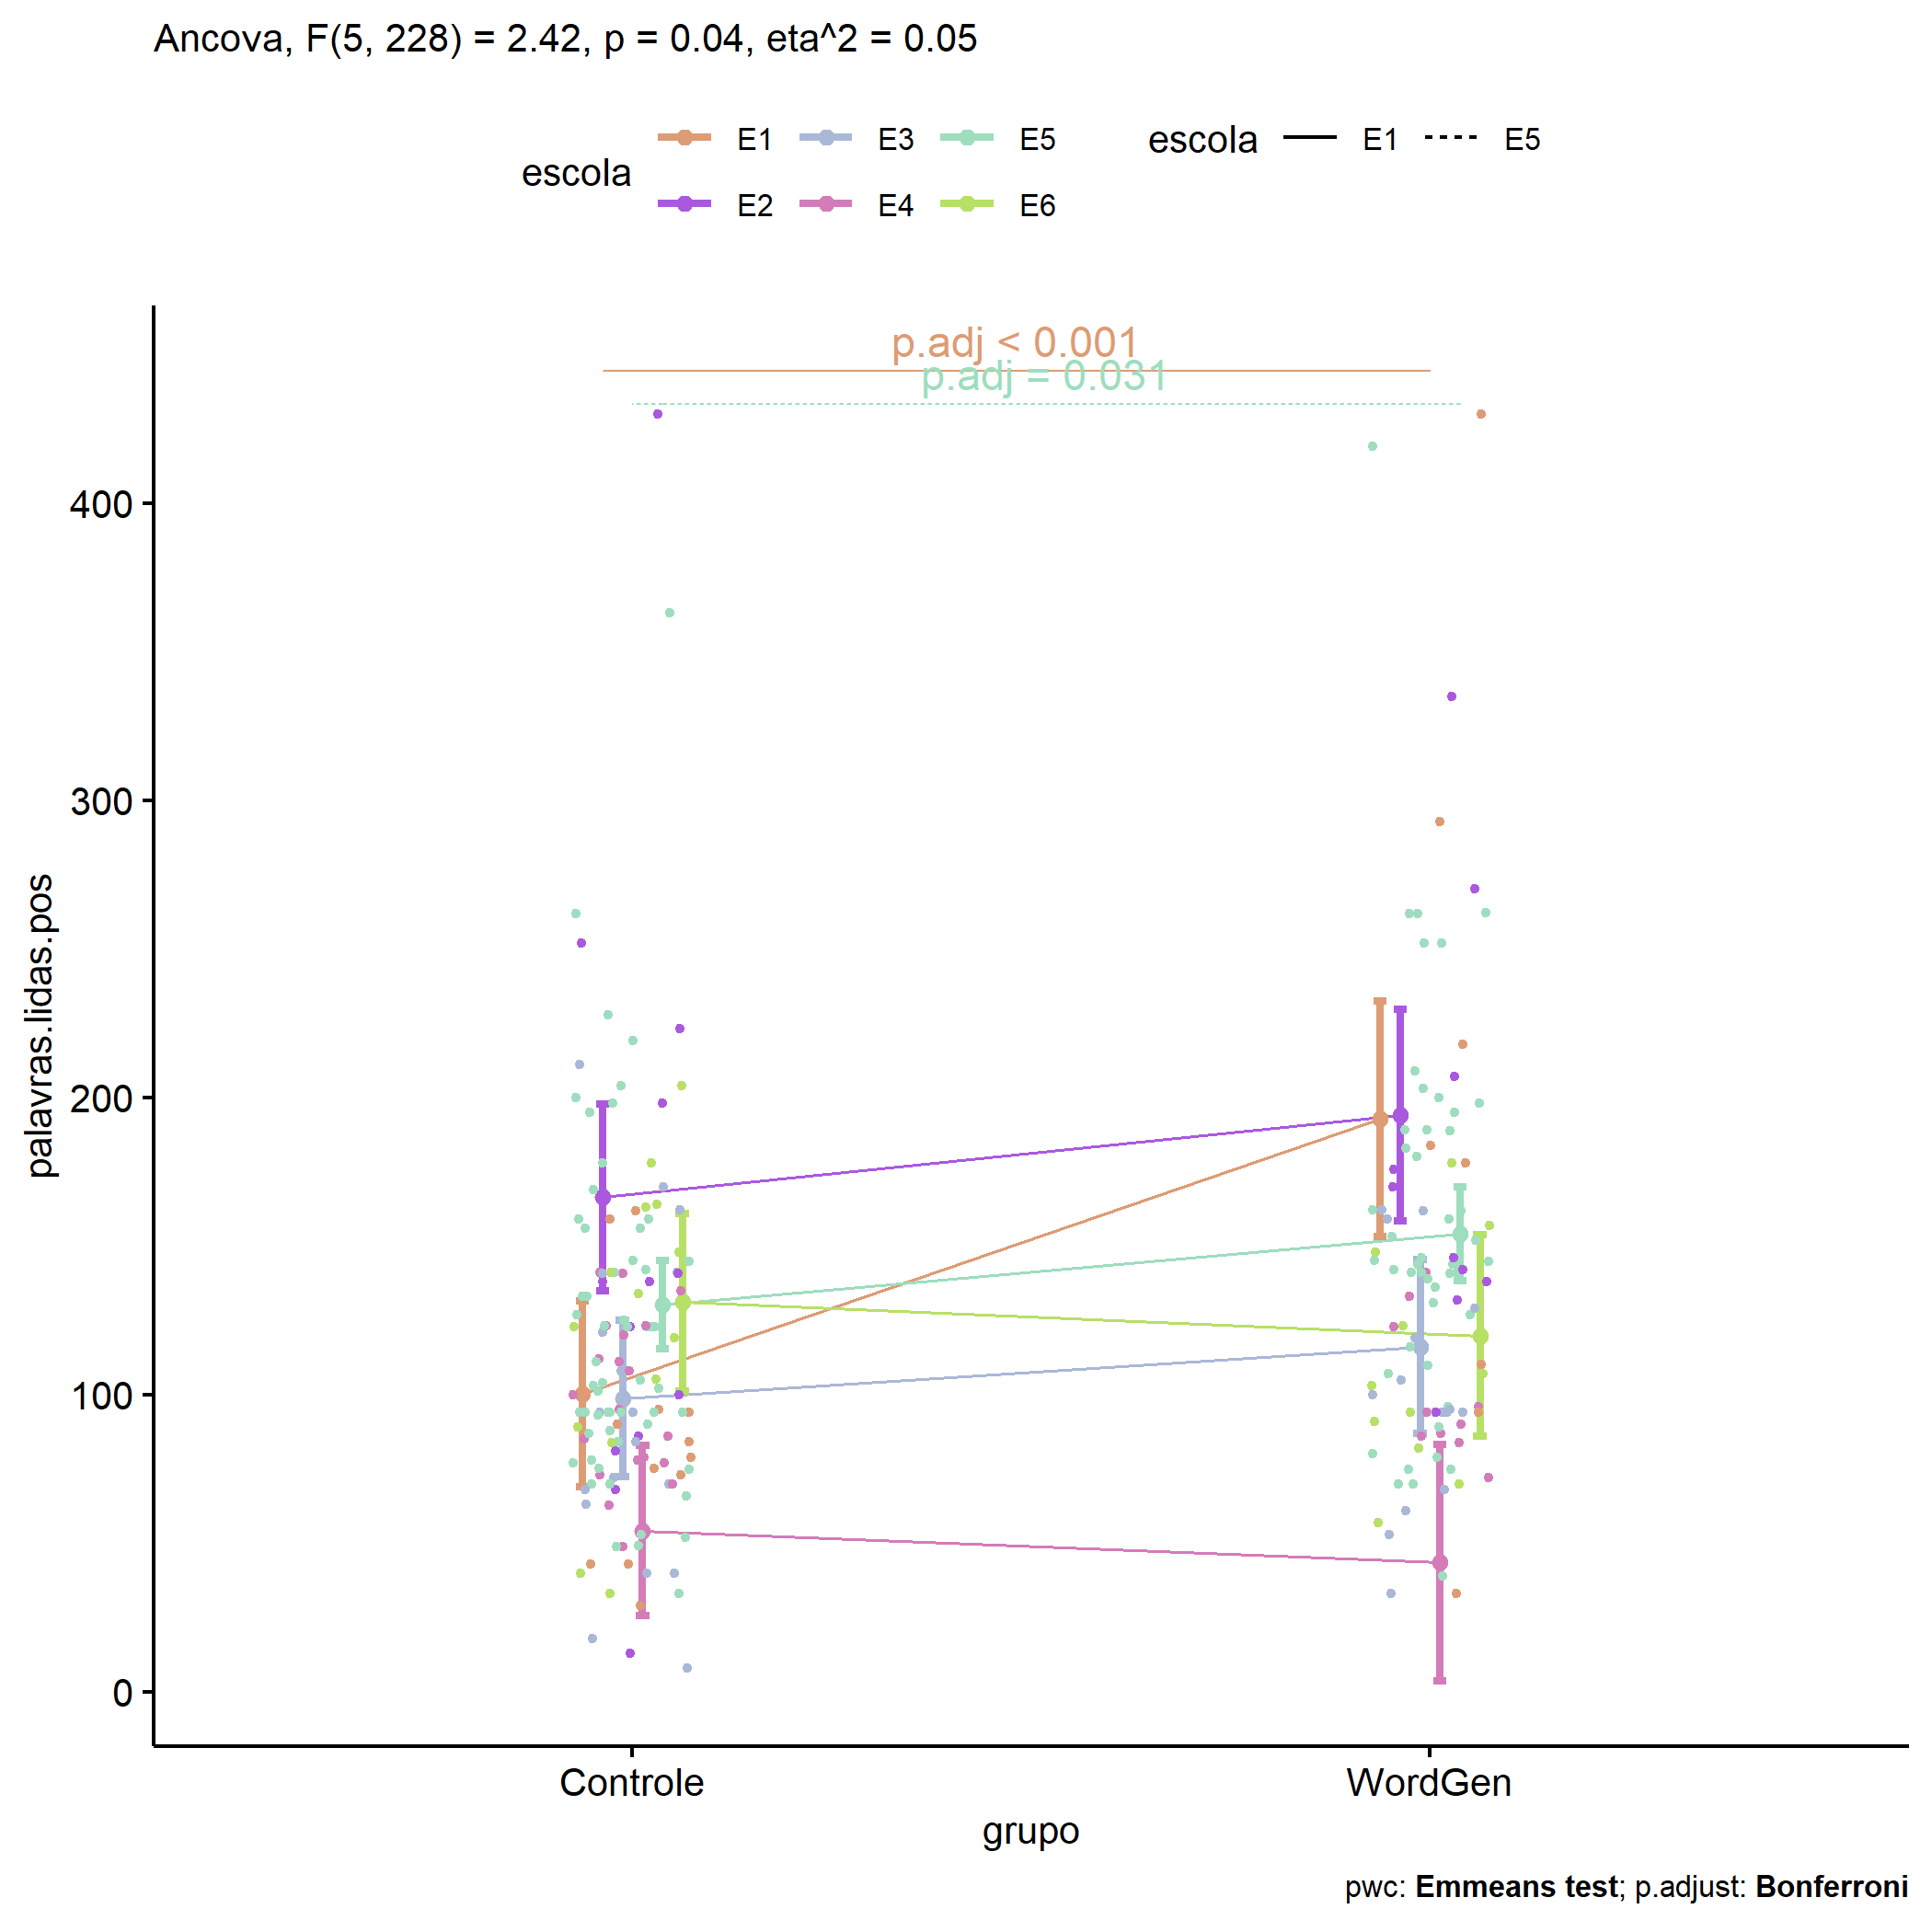 Ancova, F(5, 228) = 2.42, p = 0.04, eta^2 = 0.05
escola E1 E3 E5 escola E1 E5
E2 E4 E6
p.adj < 0.001
p.adj = 0.031
400
300
200
100
0
palavras.lidas.pos
Controle WordGen
grupo
pwc: Emmeans test; p.adjust: Bonferroni